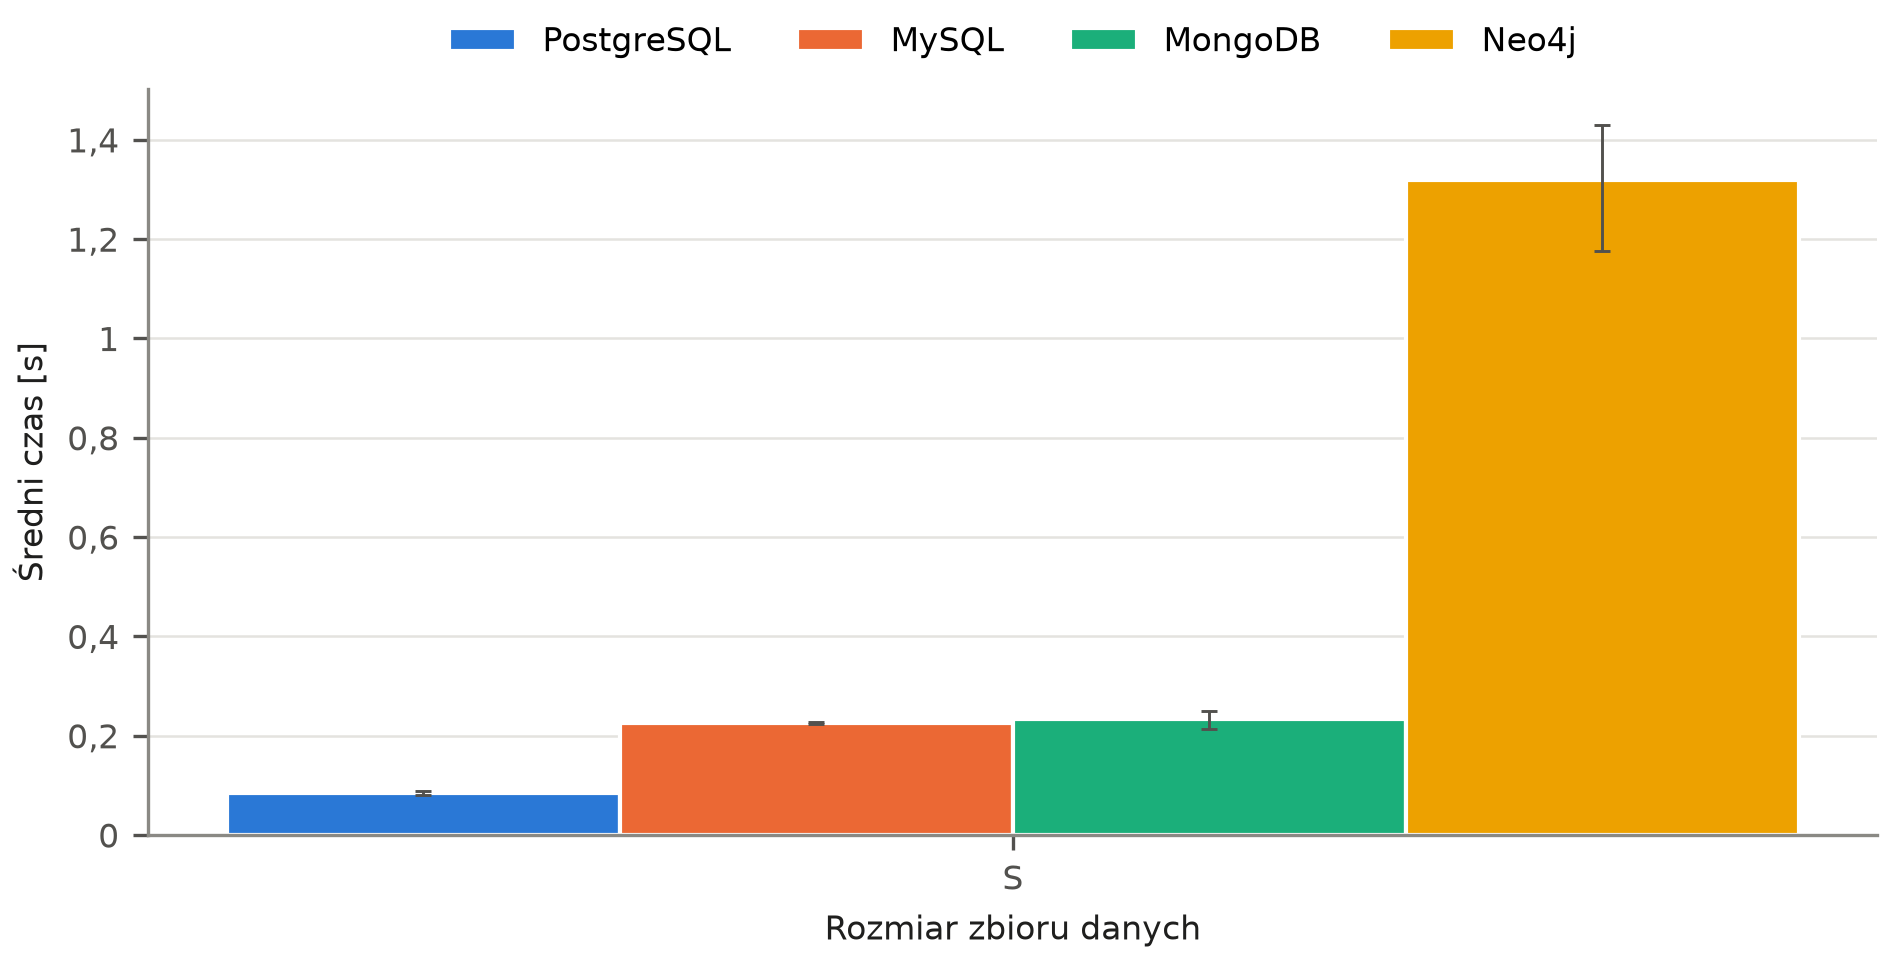 PostgreSQL MySQL MongoDB Neo4j
Średni czas [s]
1,4
1,2
1
0,8
0,6
0,4
0,2
0
S
Rozmiar zbioru danych